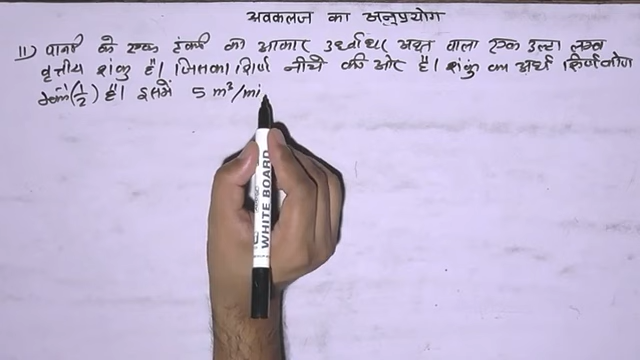 अवकलज का अनुप्रयोग
11) पानी के एक टंकी का आकार उर्ध्वाधर अक्ष वाला एक उल्टा लम्ब
वृत्तीय शंकु है। जिसका शिर्ष नीचे की ओर है। शंकु का अर्ध शिर्षकोण
tan⁻¹(1/2) है। इसमें 5 m³/mi
WHITE BOARD